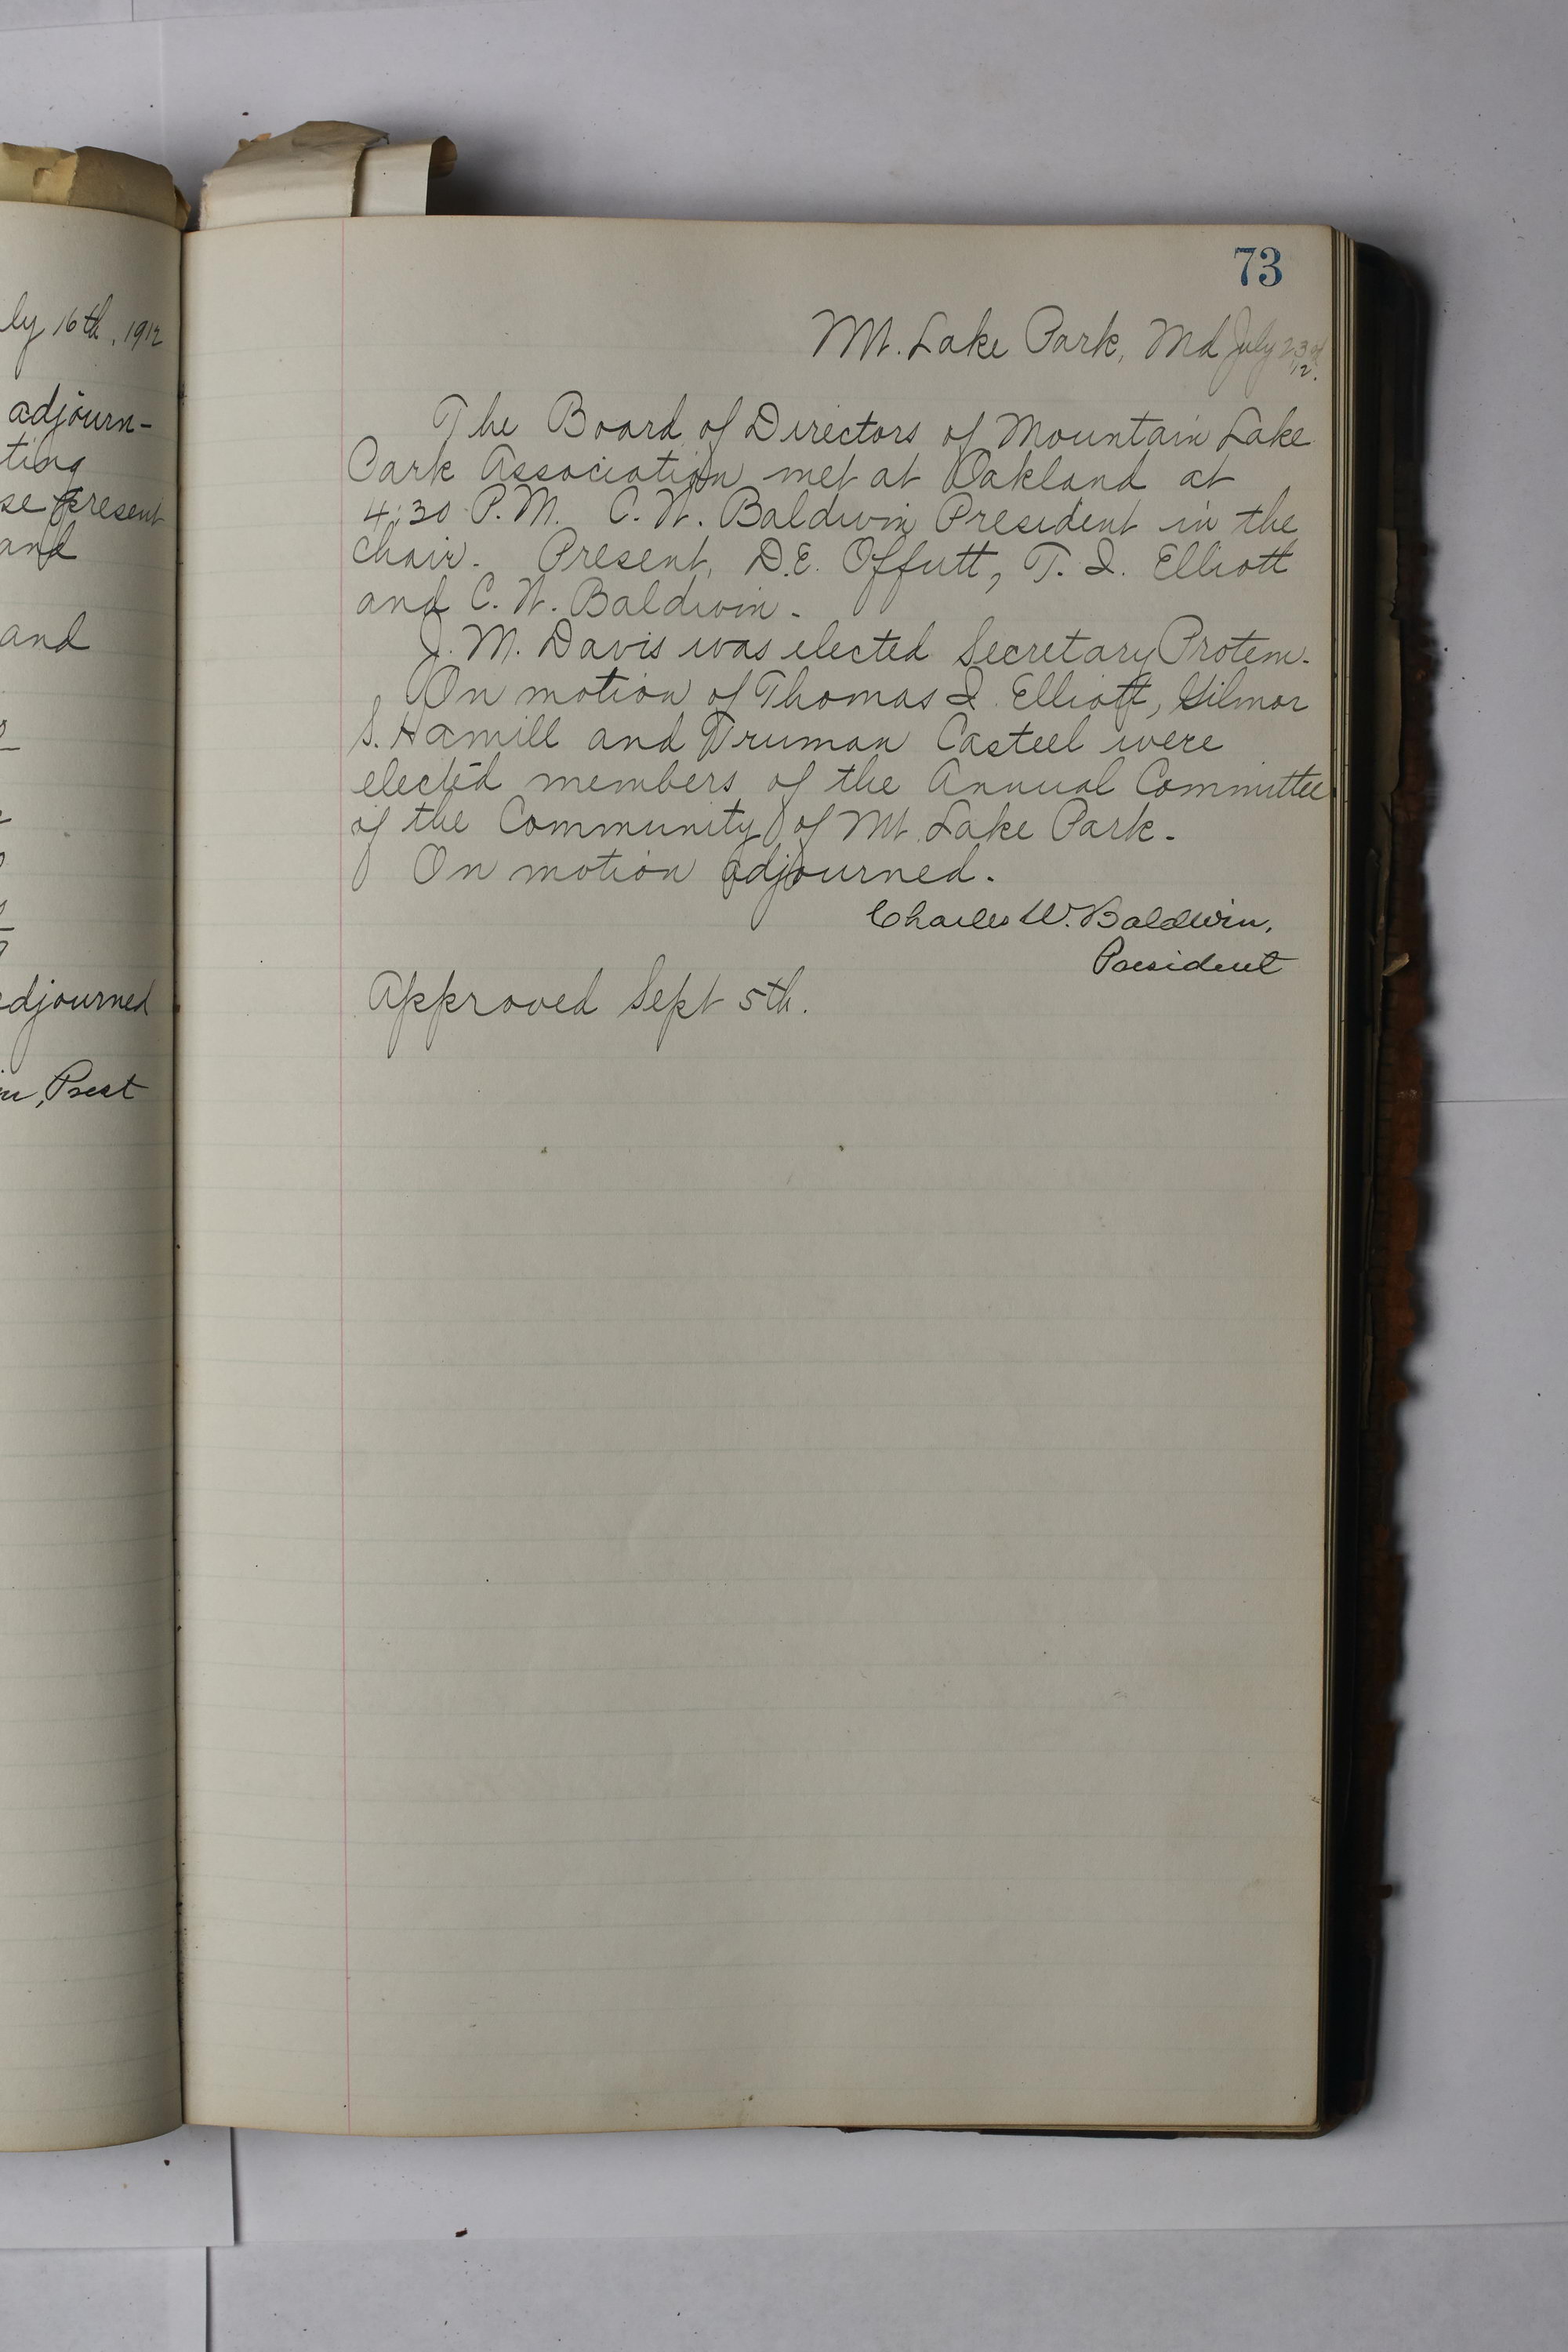 ly 16th, 1912
adjourn-
ting
se present
and
and
adjourned
in, Prest
73
Mt. Lake Park, Md July 23rd
12.
The Board of Directors of Mountain Lake
Park Association met at Oakland at
4:30 P.M. C. W. Baldwin President in the
chair. Present, D.E. Offutt, T. I. Elliott
and C. W. Baldwin.
J. M. Davis was elected Secretary Protem.
On motion of Thomas I. Elliott, Gilmor
S. Hamill and Truman Casteel were
elected members of the Annual Committee
of the Community of Mt. Lake Park.
On motion adjourned.
Charles W. Baldwin,
President
Approved Sept 5th.